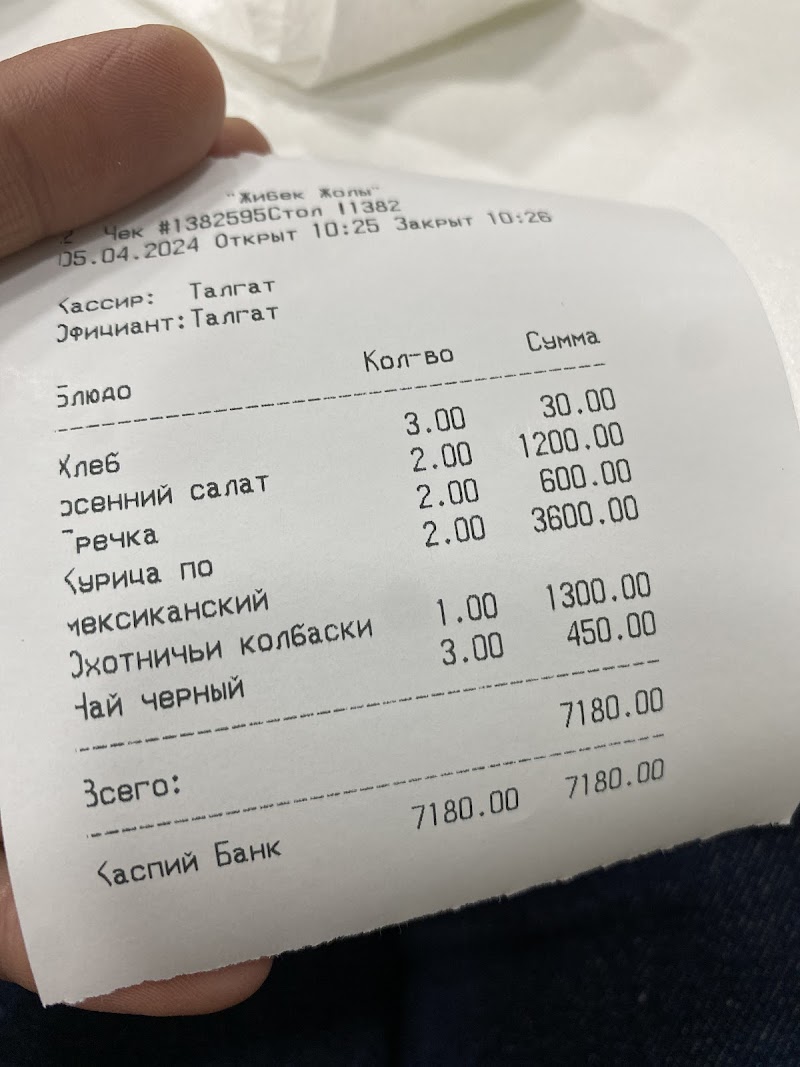 "Жибек Жолы"
Чек #1382595Стол 11382
05.04.2024 Открыт 10:25 Закрыт 10:26
Кассир: Талгат
Официант:Талгат
Блюдо Кол-во Сумма
Хлеб 3.00 30.00
Осенний салат 2.00 1200.00
Гречка 2.00 600.00
Курица по 2.00 3600.00
мексиканский
Охотничьи колбаски 1.00 1300.00
Чай черный 3.00 450.00
Всего: 7180.00
Каспий Банк 7180.00 7180.00